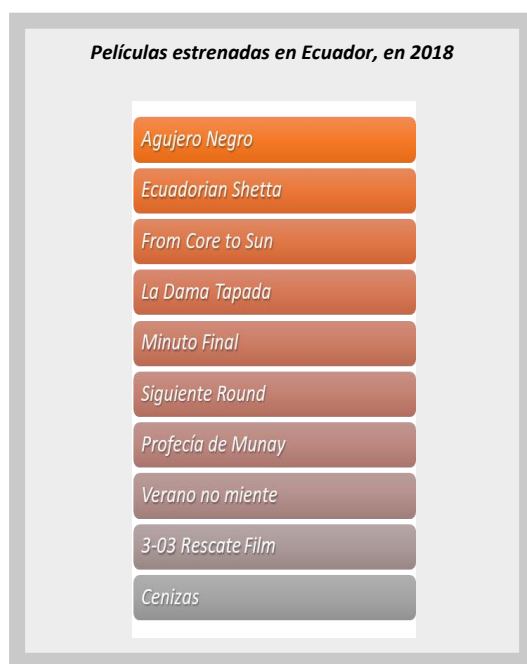 Películas estrenadas en Ecuador, en 2018
Agujero Negro
Ecuadorian Shetta
From Core to Sun
La Dama Tapada
Minuto Final
Siguiente Round
Profecía de Munay
Verano no miente
3-03 Rescate Film
Cenizas